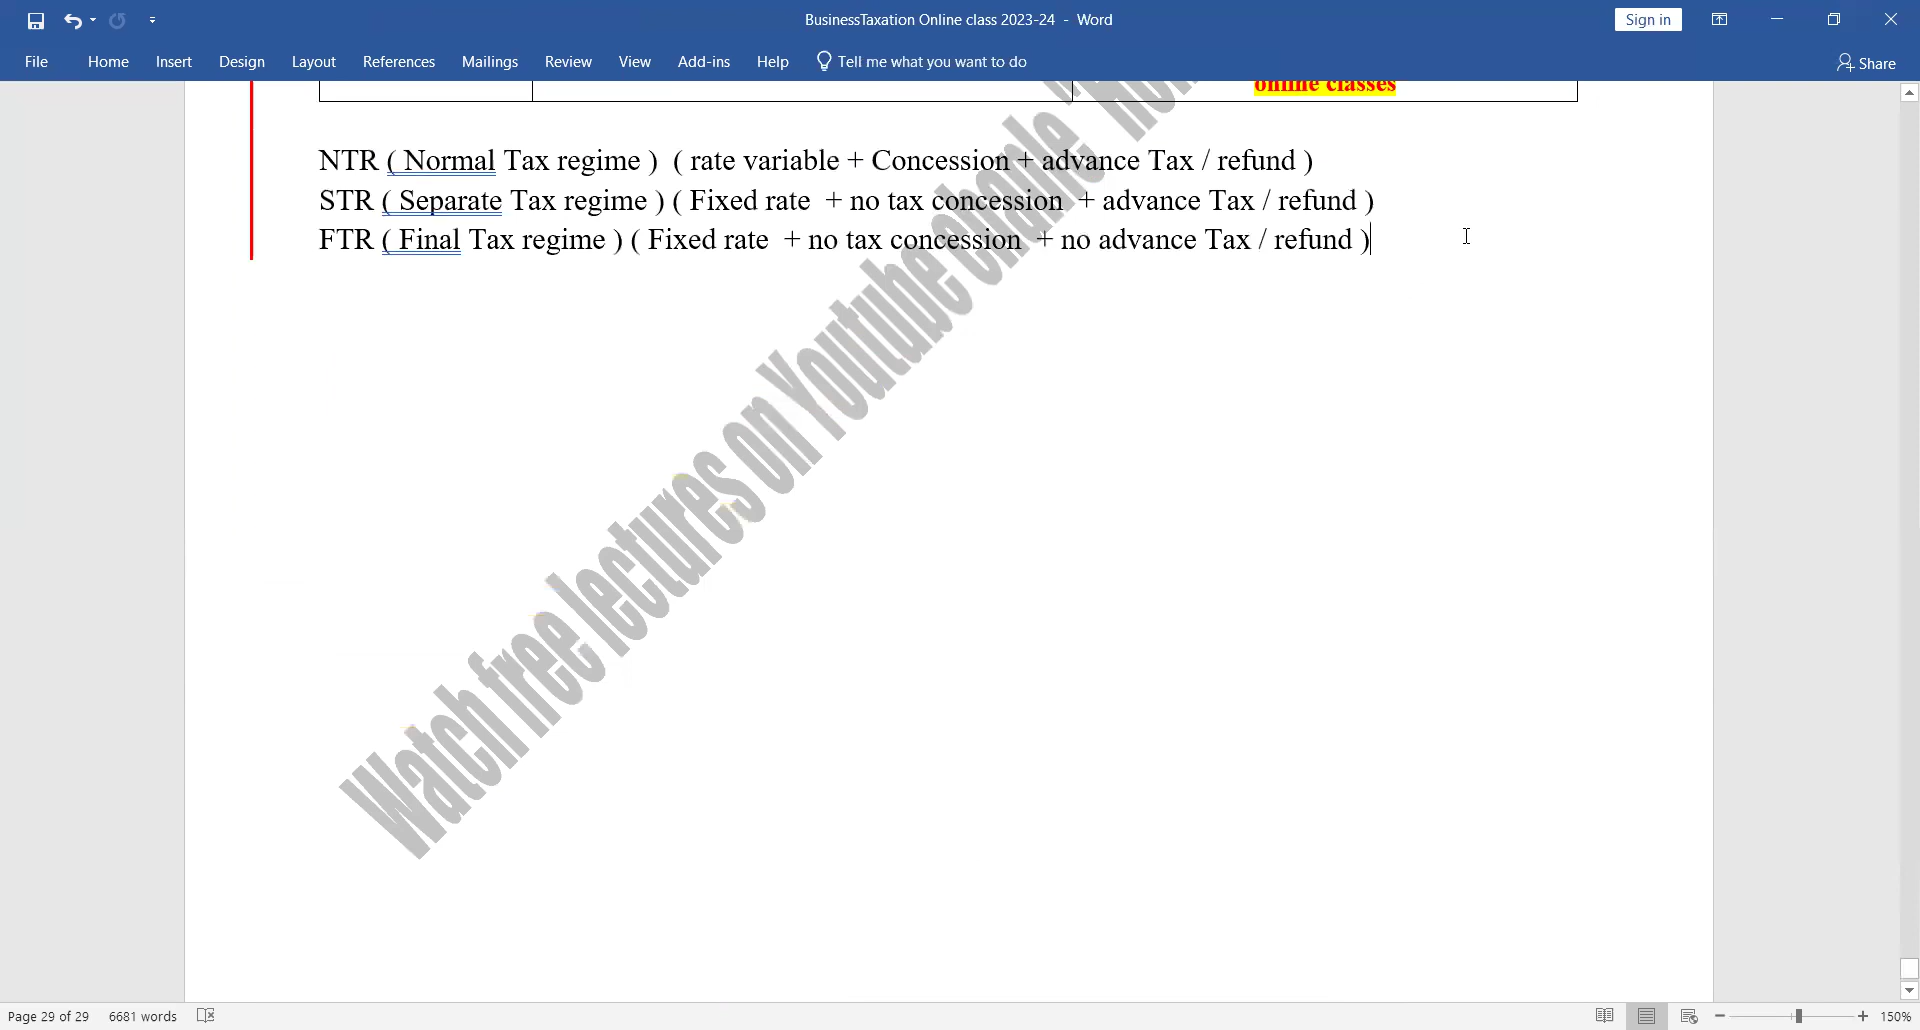 BusinessTaxation Online class 2023-24 - Word
Sign in
File Home Insert Design Layout References Mailings Review View Add-ins Help Tell me what you want to do Share
online classes
NTR ( Normal Tax regime ) ( rate variable + Concession + advance Tax / refund )
STR ( Separate Tax regime ) ( Fixed rate + no tax concession + advance Tax / refund )
FTR ( Final Tax regime ) ( Fixed rate + no tax concession + no advance Tax / refund )
Watch free lectures on Youtube chanle
Page 29 of 29 6681 words 150%